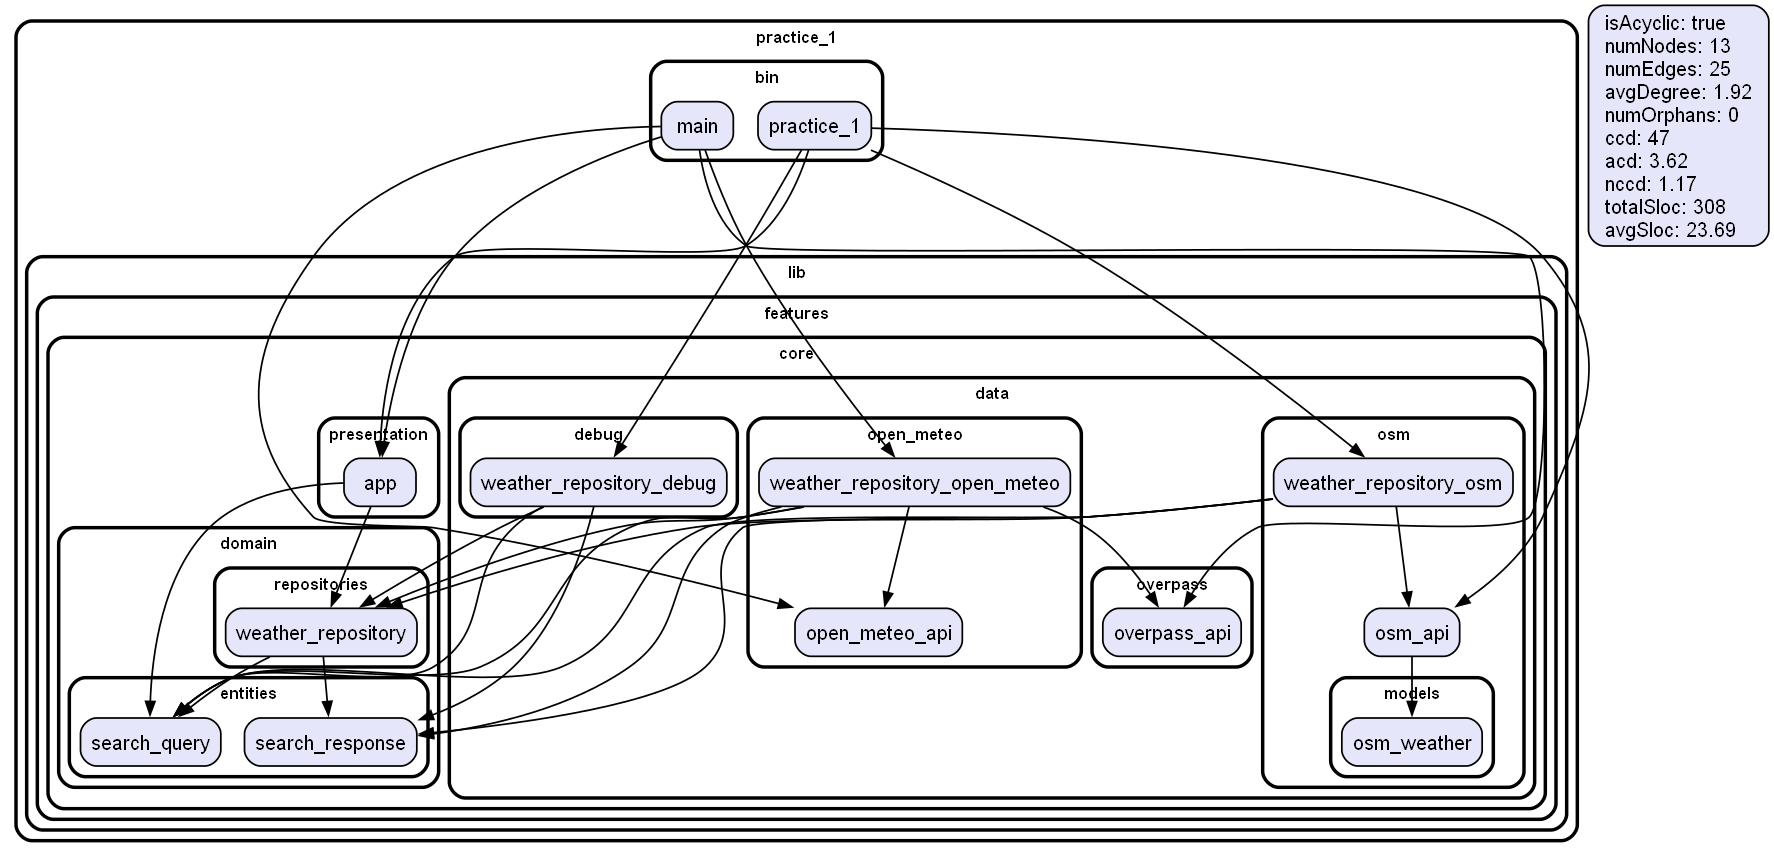 practice_1
bin
main
practice_1
isAcyclic: true
numNodes: 13
numEdges: 25
avgDegree: 1.92
numOrphans: 0
ccd: 47
acd: 3.62
nccd: 1.17
totalSloc: 308
avgSloc: 23.69
lib
features
core
data
presentation
debug
open_meteo
osm
app
weather_repository_debug
weather_repository_open_meteo
weather_repository_osm
domain
repositories
overpass
weather_repository
open_meteo_api
overpass_api
osm_api
entities
models
search_query
search_response
osm_weather